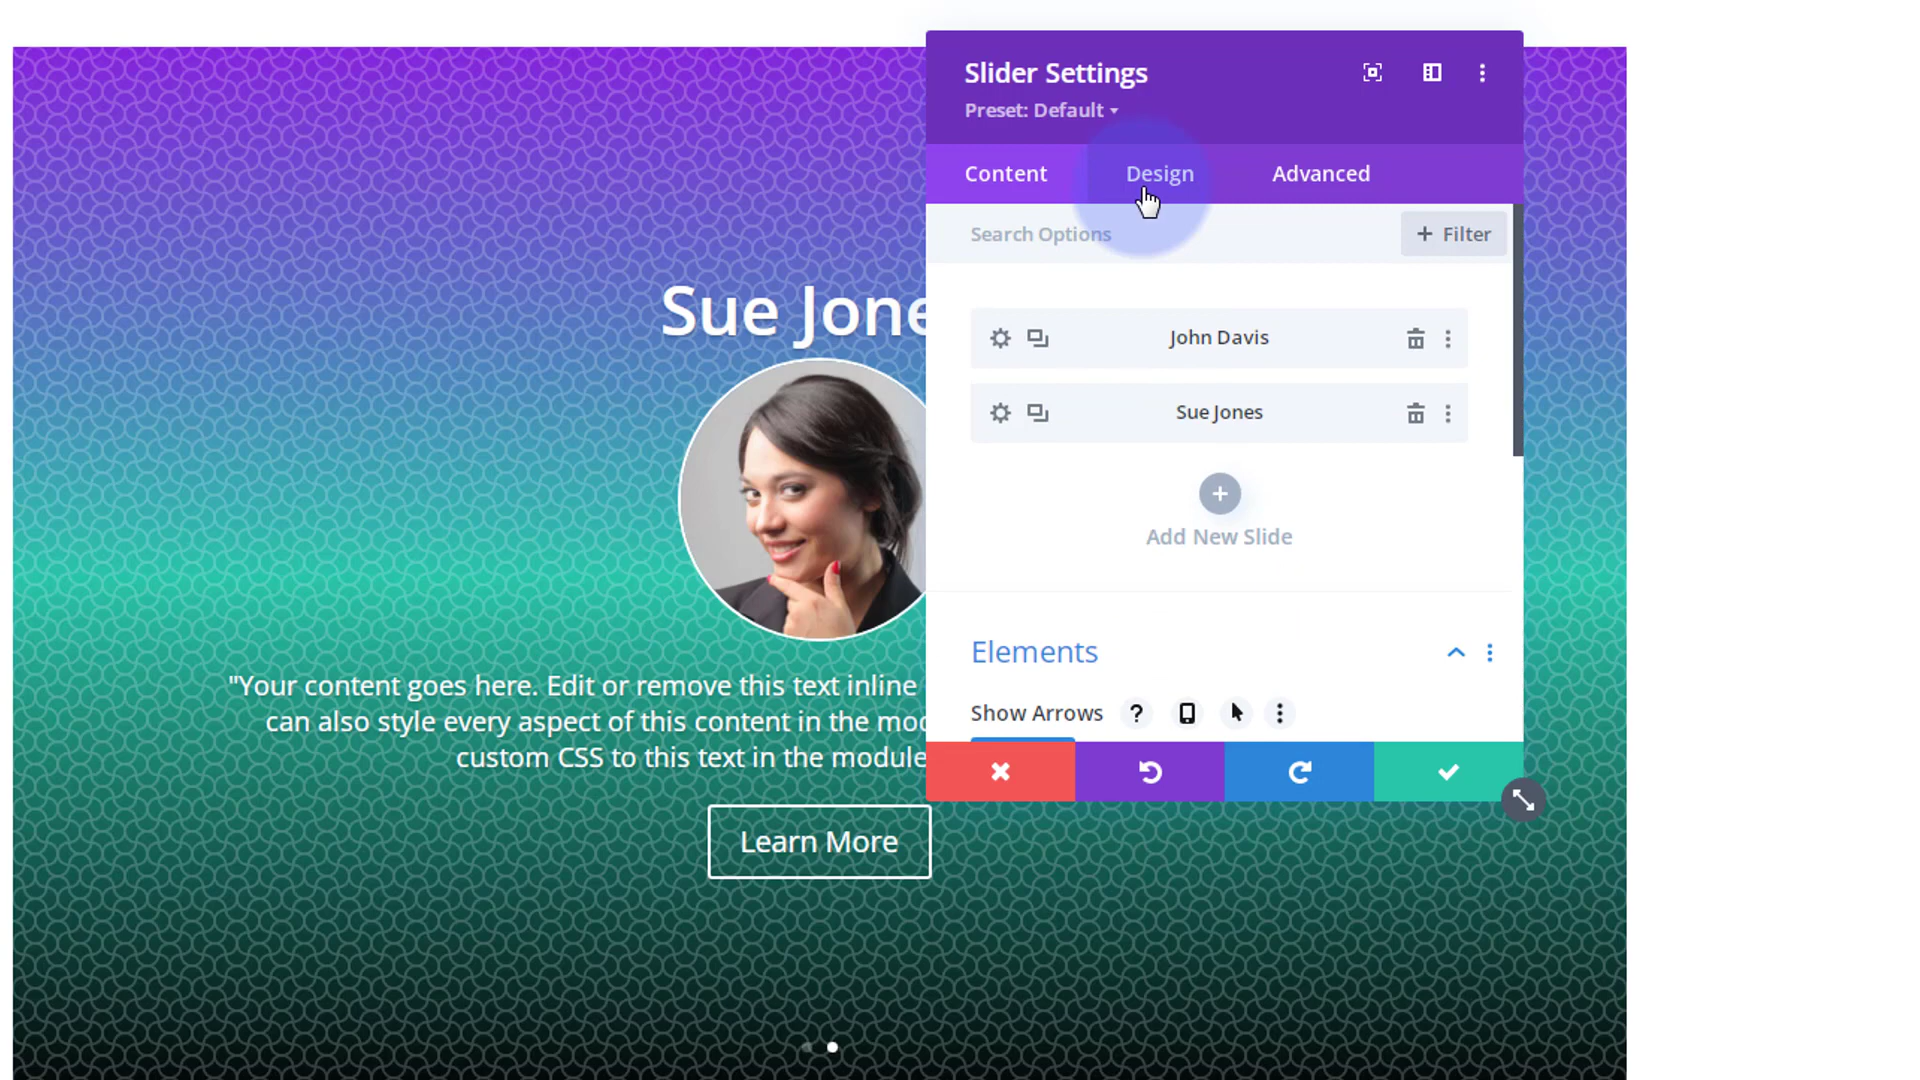 Slider Settings
Preset: Default
Content Design Advanced
Search Options
+ Filter
John Davis
Sue Jones
Add New Slide
Elements
Show Arrows ?
Sue Jone
"Your content goes here. Edit or remove this text inline
can also style every aspect of this content in the mod
custom CSS to this text in the module
Learn More